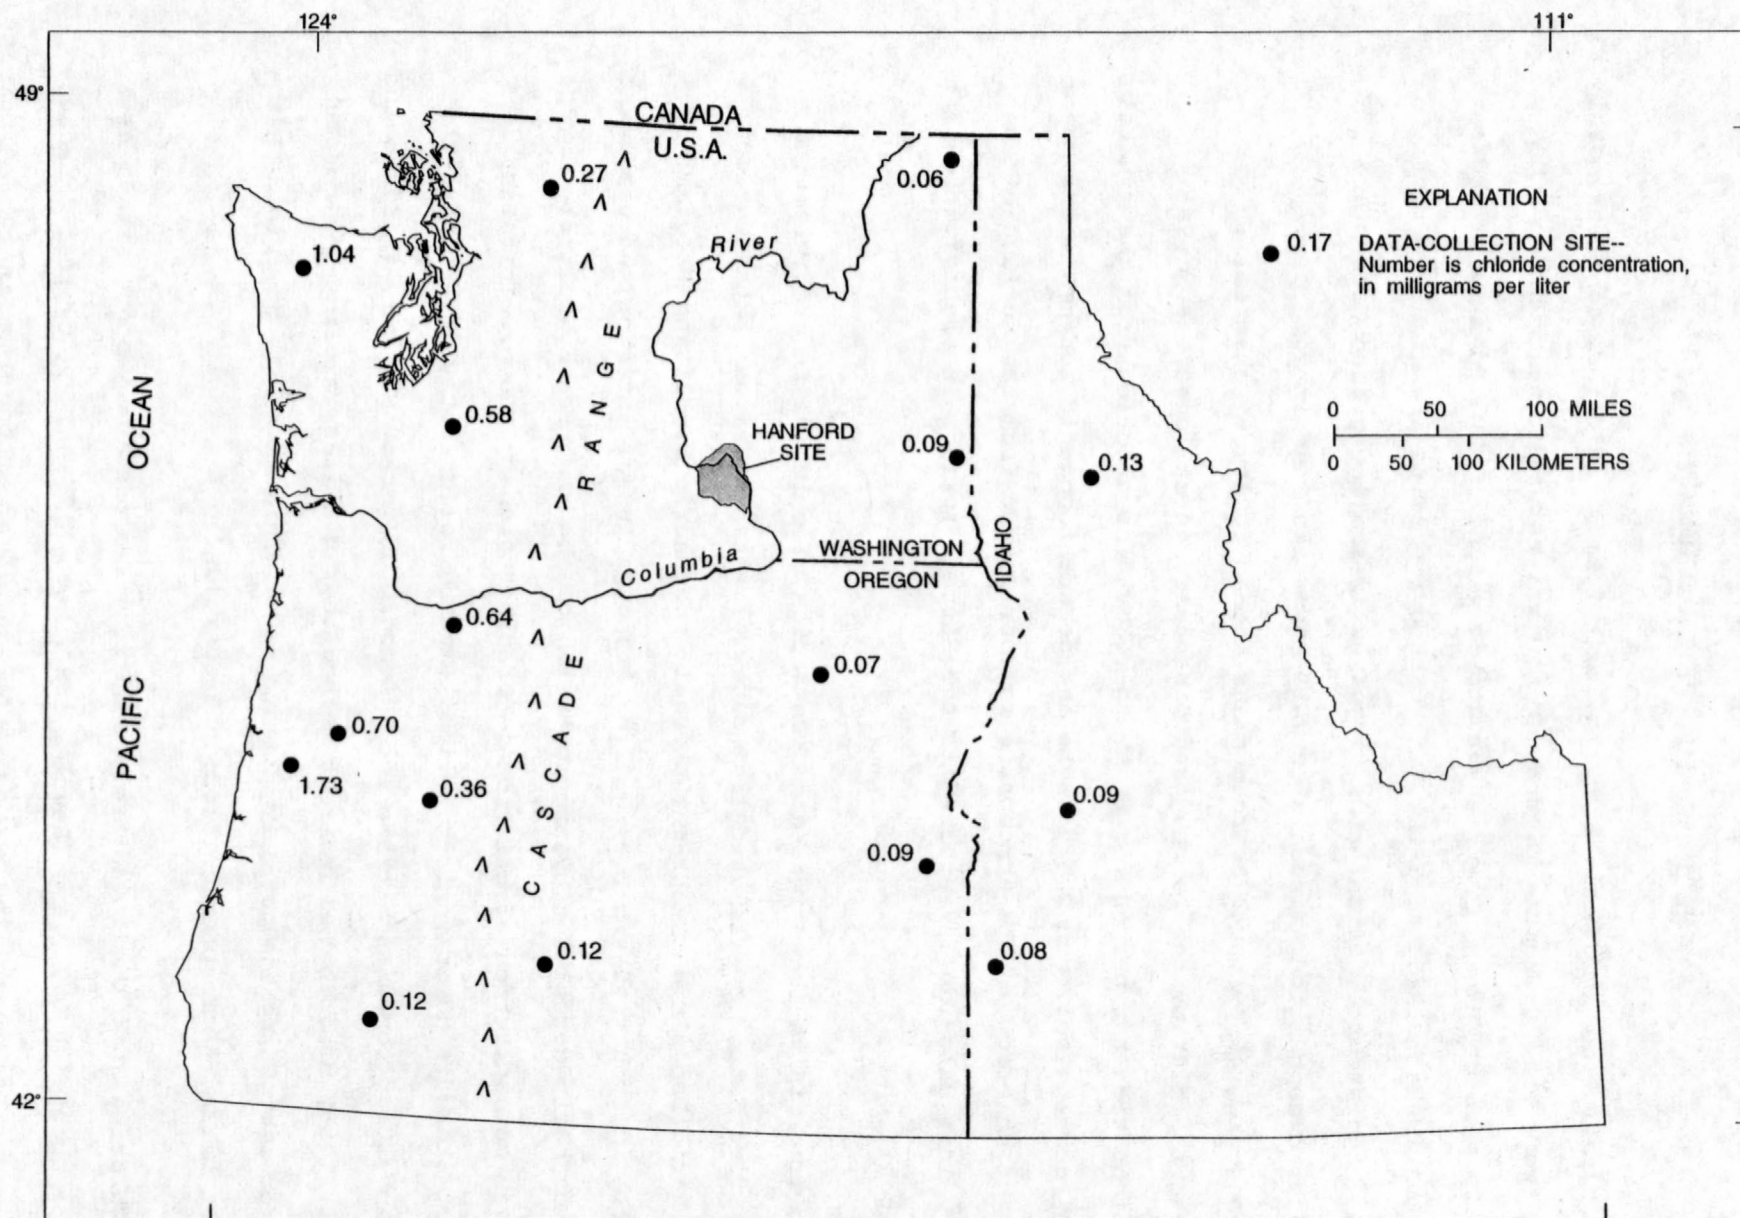 124°
111°
49°
CANADA
U.S.A.
0.27
0.06
EXPLANATION
River
1.04
0.17 DATA-COLLECTION SITE--
Number is chloride concentration,
in milligrams per liter
OCEAN
RANGE
0 50 100 MILES
0.58
HANFORD
SITE
0.09
0.13
0 50 100 KILOMETERS
Columbia
WASHINGTON
OREGON
IDAHO
0.64
0.07
PACIFIC
CASCADE
0.70
1.73
0.36
0.09
0.09
0.12
0.08
0.12
42°